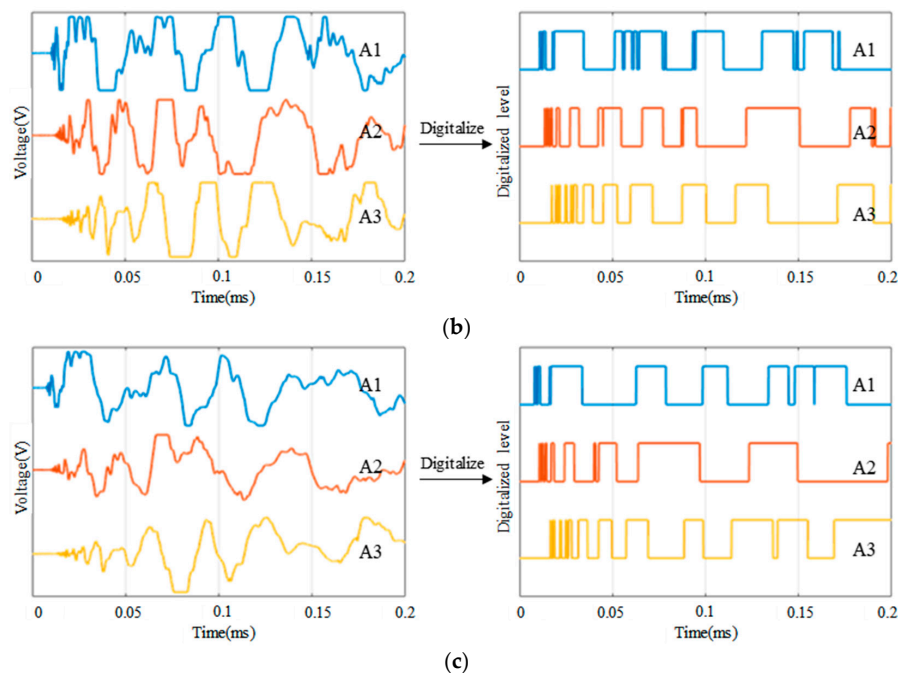 Voltage(V)
A1
A2
A3
0 0.05 0.1 0.15 0.2
Time(ms)
Digitalize
Digitalized level
A1
A2
A3
0 0.05 0.1 0.15 0.2
Time(ms)
(b)
Voltage(V)
A1
A2
A3
0 0.05 0.1 0.15 0.2
Time(ms)
Digitalize
Digitalized level
A1
A2
A3
0 0.05 0.1 0.15 0.2
Time(ms)
(c)